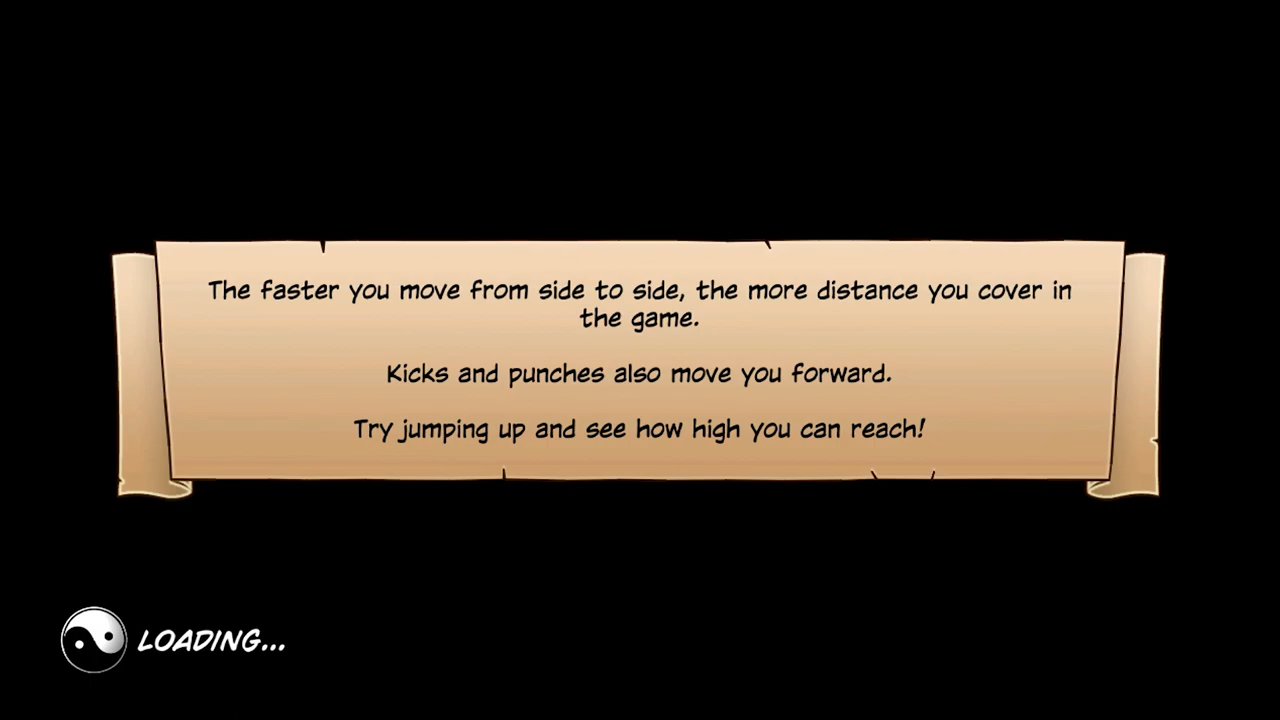 The faster you move from side to side, the more distance you cover in
the game.
Kicks and punches also move you forward.
Try jumping up and see how high you can reach!
LOADING...